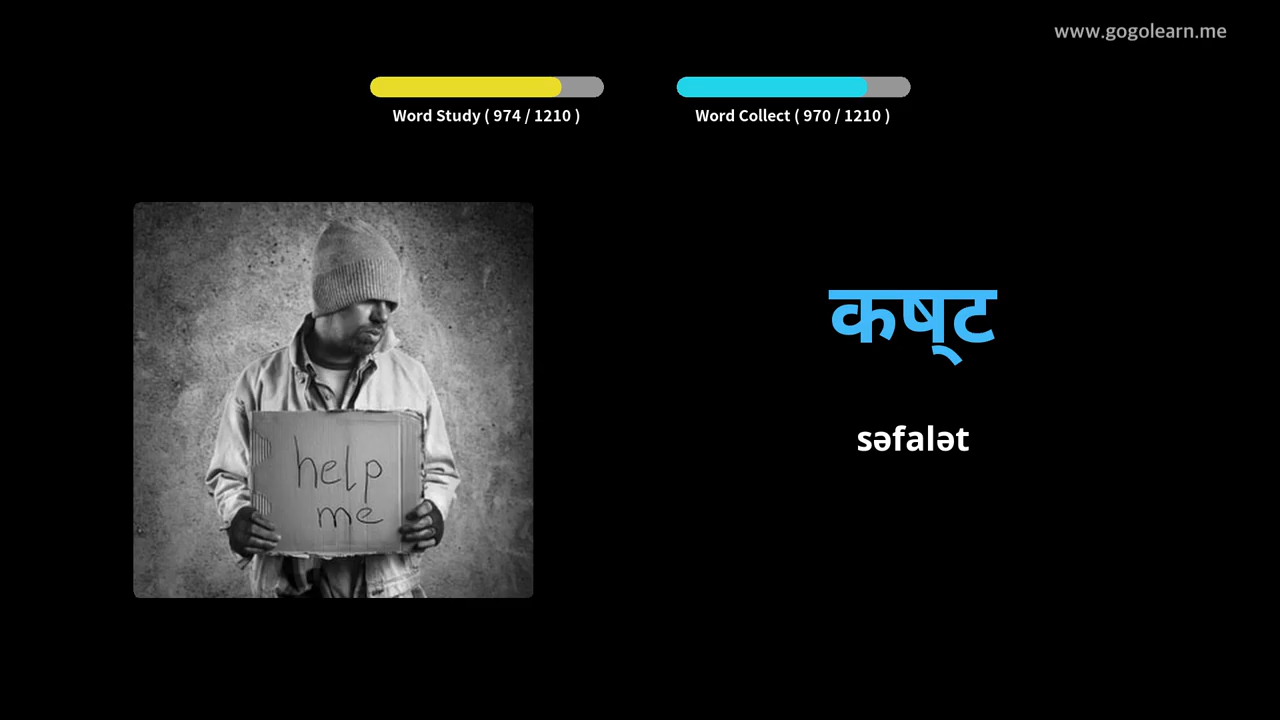 www.gogolearn.me
Word Study ( 974 / 1210 )
Word Collect ( 970 / 1210 )
help
me
कष्ट
səfalət